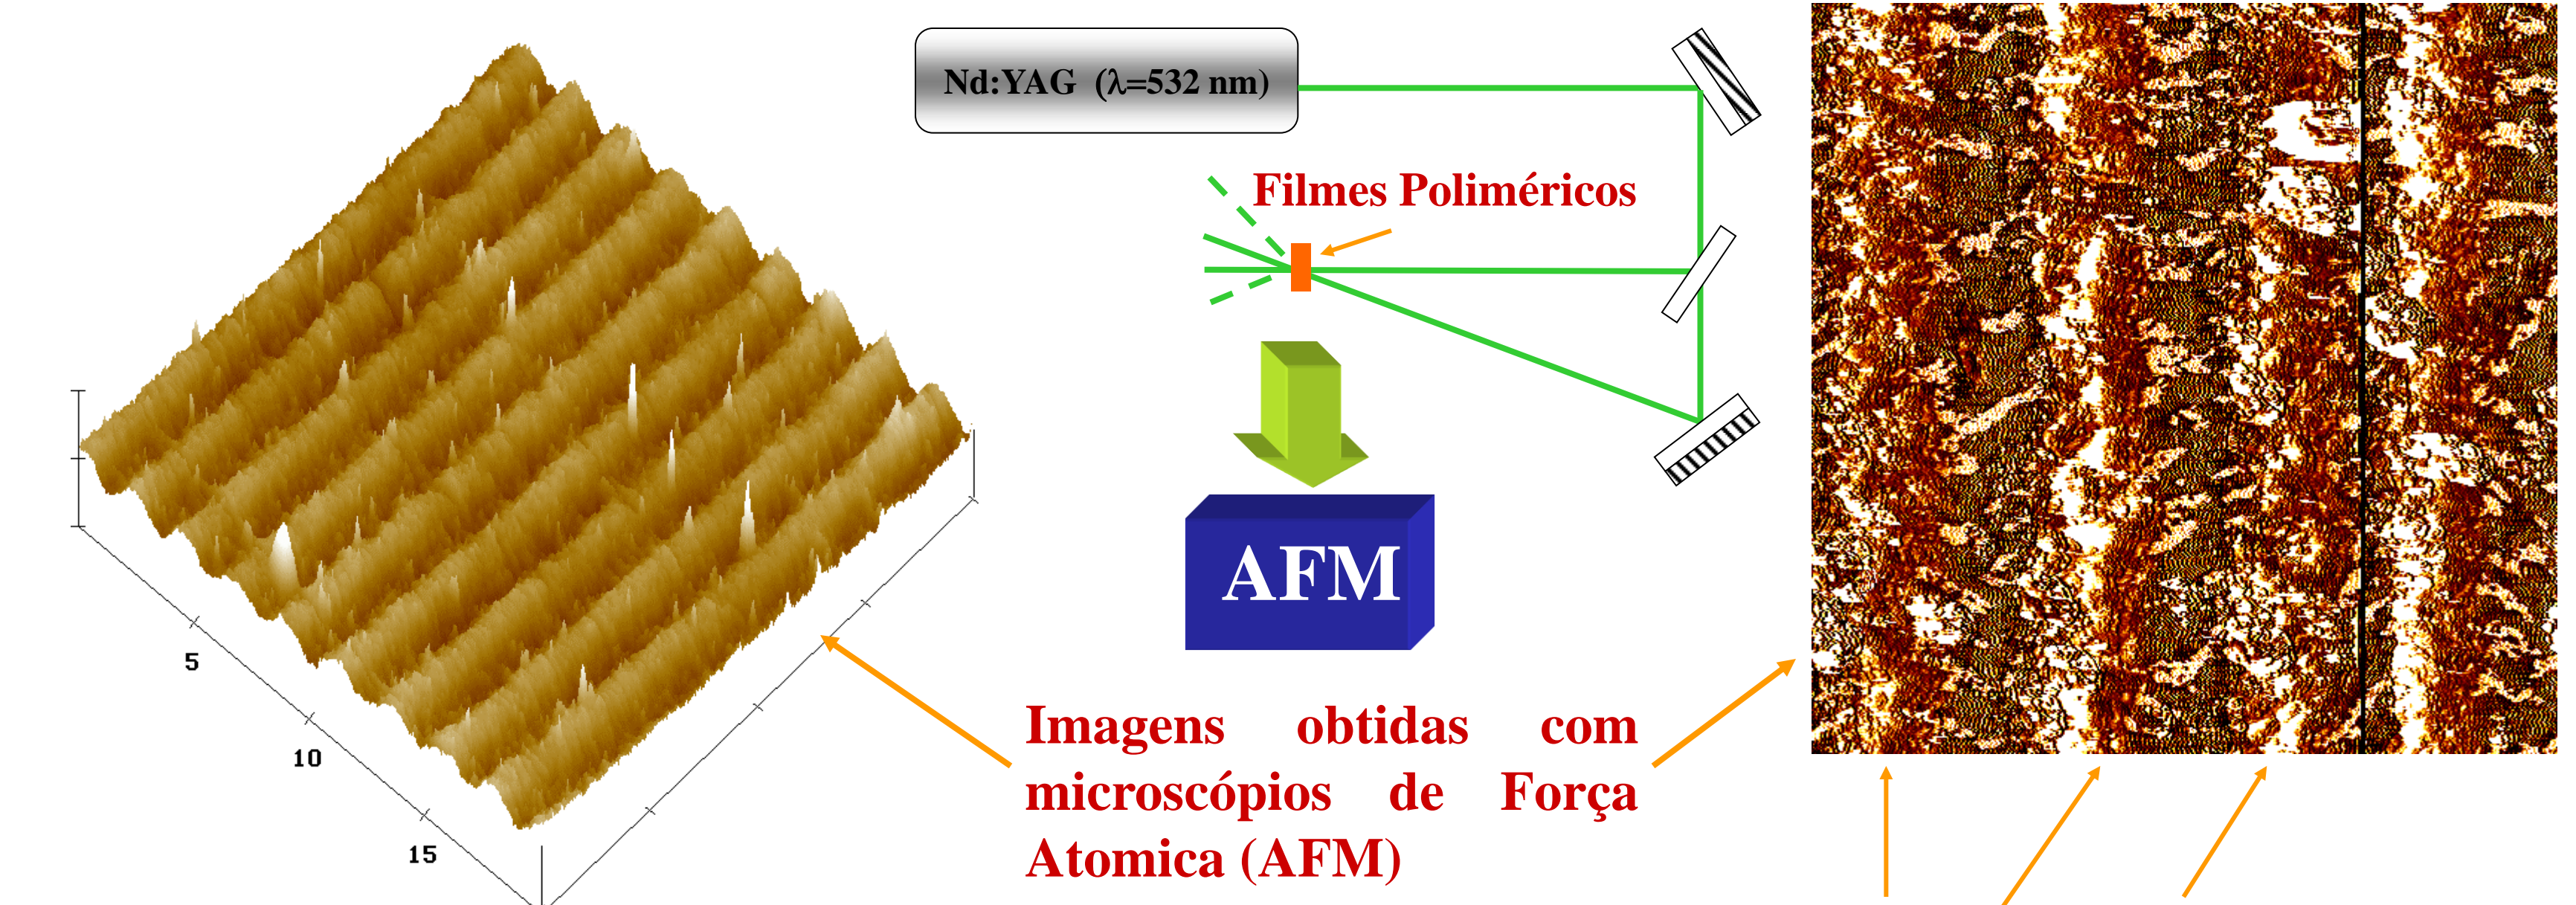 Nd:YAG (λ=532 nm)
Filmes Poliméricos
AFM
5
10
15
Imagens obtidas com
microscópios de Força
Atomica (AFM)